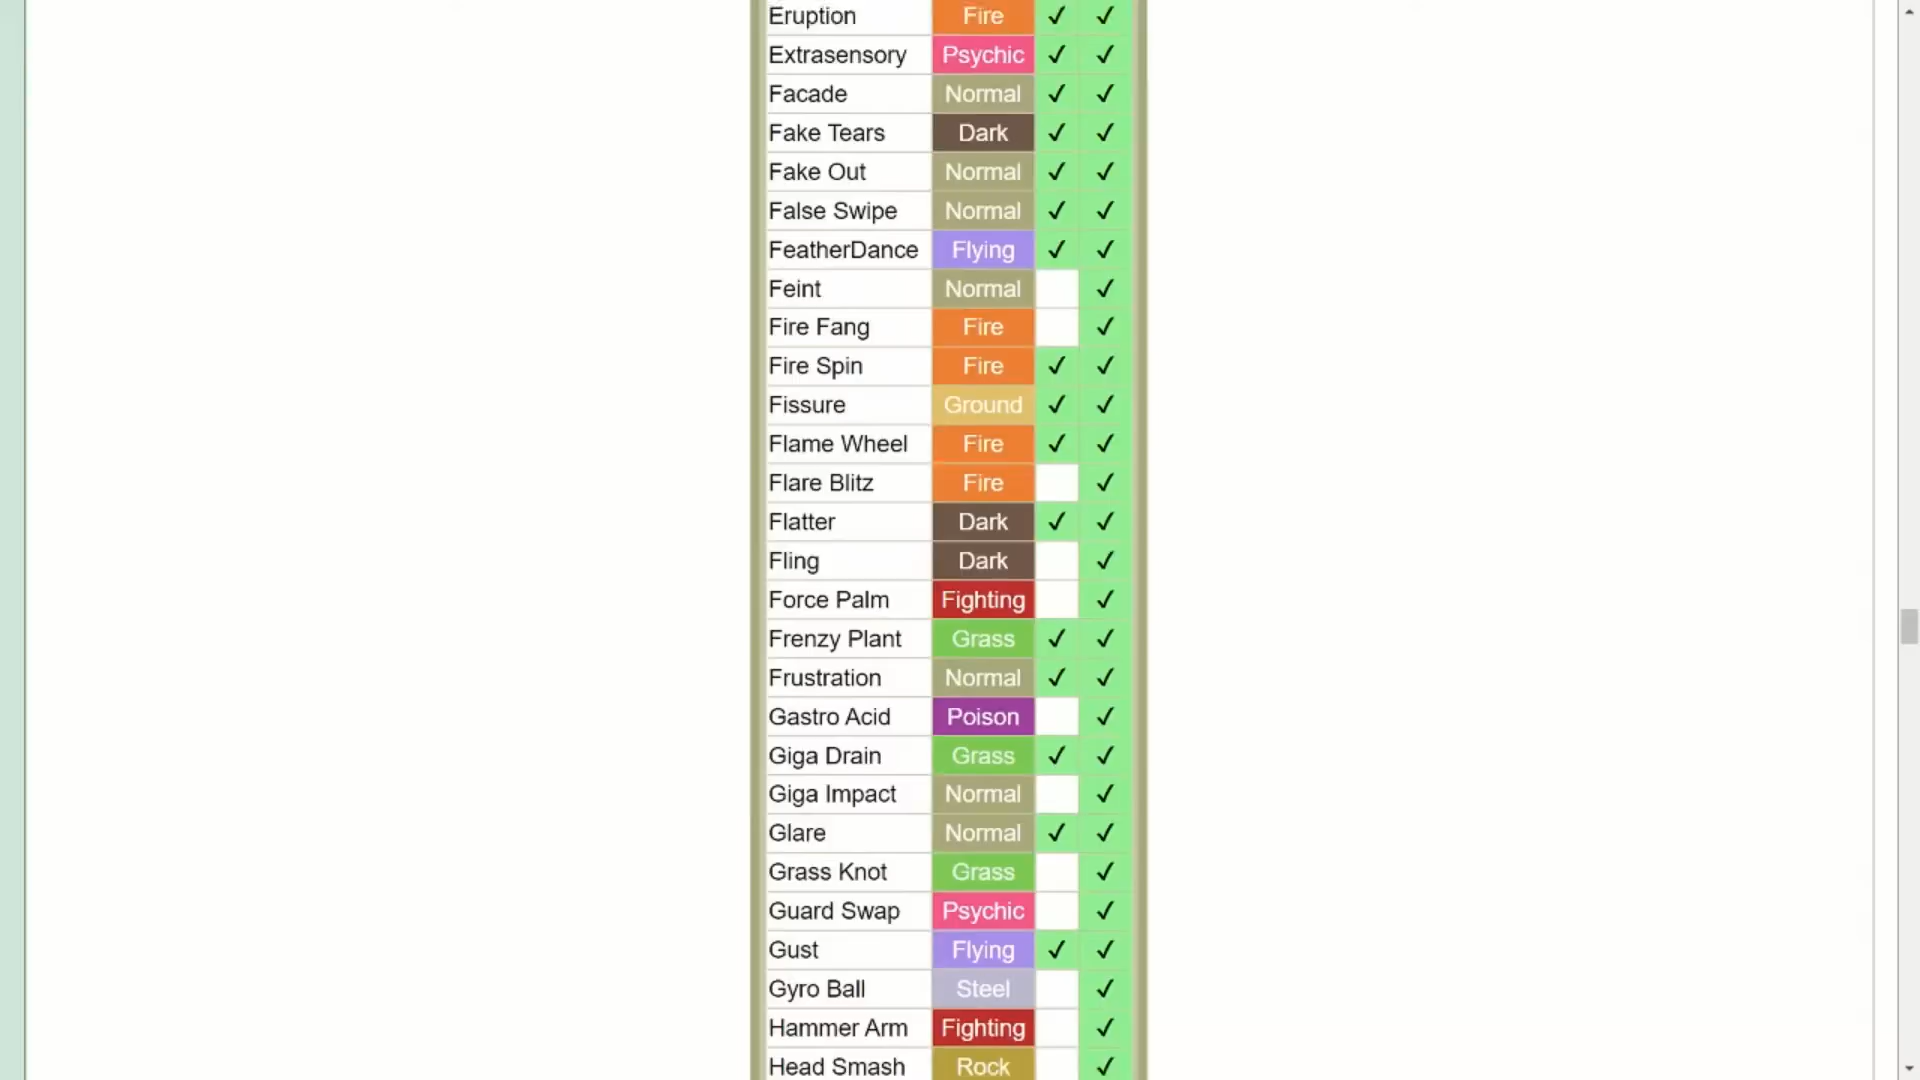 Eruption Fire ✓ ✓
Extrasensory Psychic ✓ ✓
Facade Normal ✓ ✓
Fake Tears Dark ✓ ✓
Fake Out Normal ✓ ✓
False Swipe Normal ✓ ✓
FeatherDance Flying ✓ ✓
Feint Normal ✓
Fire Fang Fire ✓
Fire Spin Fire ✓ ✓
Fissure Ground ✓ ✓
Flame Wheel Fire ✓ ✓
Flare Blitz Fire ✓
Flatter Dark ✓ ✓
Fling Dark ✓
Force Palm Fighting ✓
Frenzy Plant Grass ✓ ✓
Frustration Normal ✓ ✓
Gastro Acid Poison ✓
Giga Drain Grass ✓ ✓
Giga Impact Normal ✓
Glare Normal ✓ ✓
Grass Knot Grass ✓
Guard Swap Psychic ✓
Gust Flying ✓ ✓
Gyro Ball Steel ✓
Hammer Arm Fighting ✓
Head Smash Rock ✓